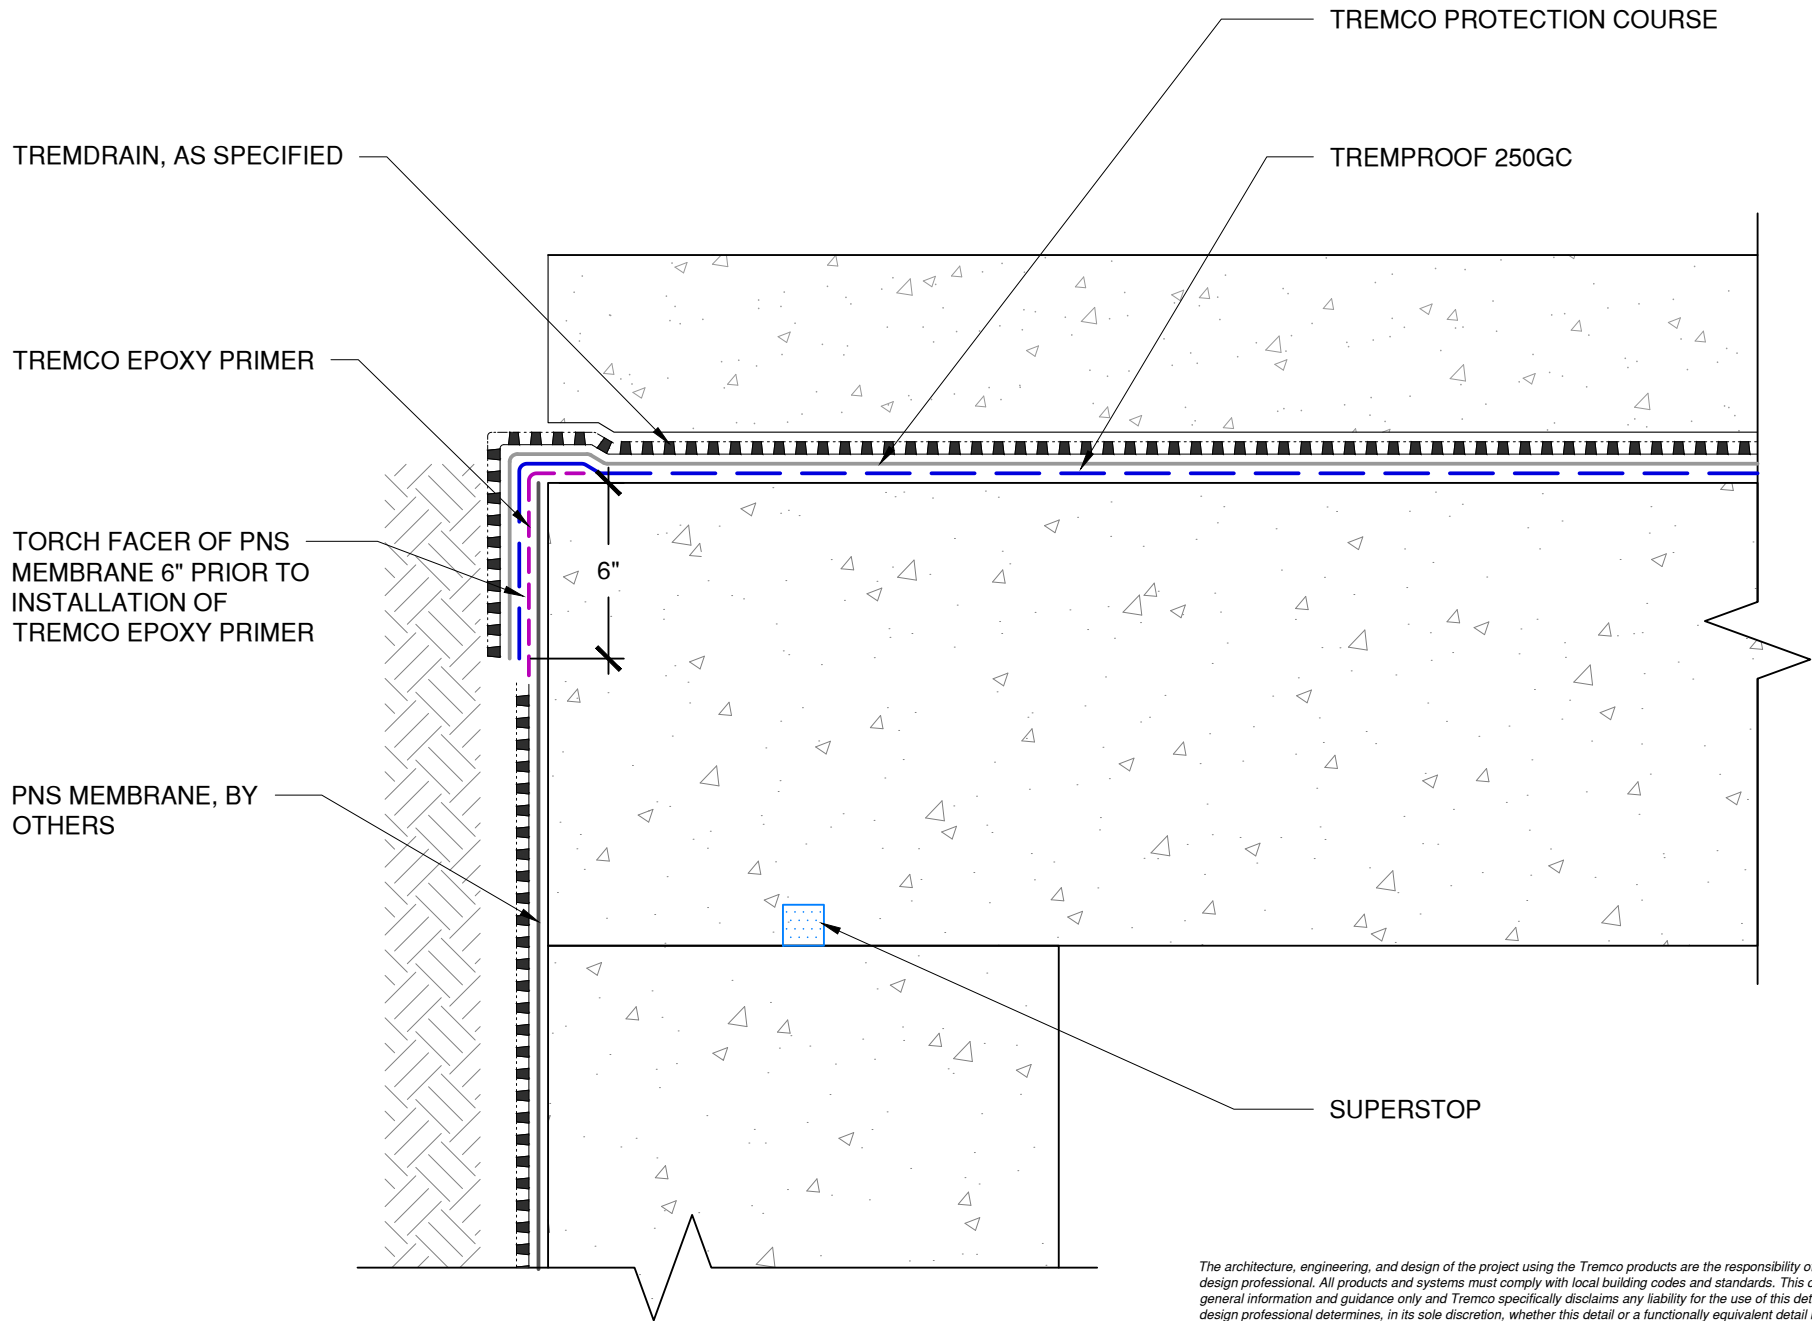 TREMCO PROTECTION COURSE
TREMDRAIN, AS SPECIFIED
TREMPROOF 250GC
TREMCO EPOXY PRIMER
TORCH FACER OF PNS
MEMBRANE 6" PRIOR TO
INSTALLATION OF
TREMCO EPOXY PRIMER
6"
PNS MEMBRANE, BY
OTHERS
SUPERSTOP
The architecture, engineering, and design of the project using the Tremco products are the responsibility
design professional. All products and systems must comply with local building codes and standards. This
general information and guidance only and Tremco specifically disclaims any liability for the use of this
design professional determines, in its sole discretion, whether this detail or a functionally equivalent detail